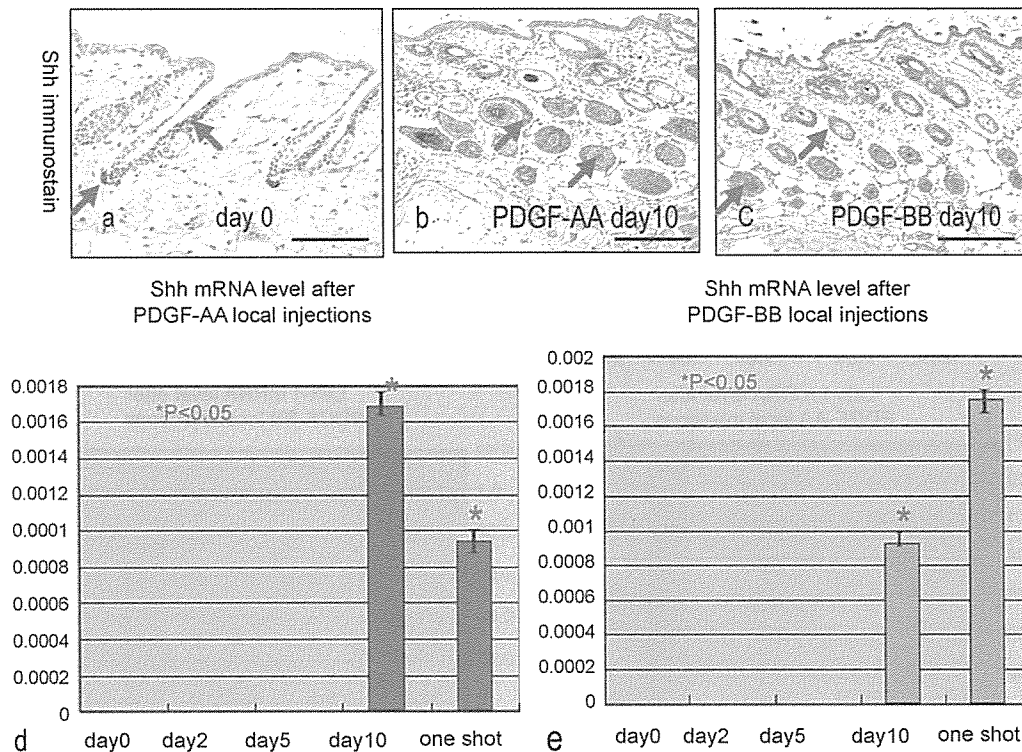 Shh immunostain
a
day 0
b
PDGF-AA day10
C
PDGF-BB day10
Shh mRNA level after
PDGF-AA local injections
Shh mRNA level after
PDGF-BB local injections
0.0018
0.0016
0.0014
0.0012
0.0001
0.0008
0.0006
0.0004
0.0002
0
*P<0.05
*
*
d
day0
day2
day5
day10
one shot
0.002
0.0018
0.0016
0.0014
0.0012
0.001
0.0008
0.0006
0.0004
0.0002
0
*P<0.05
*
*
e
day0
day2
day5
day10
one shot